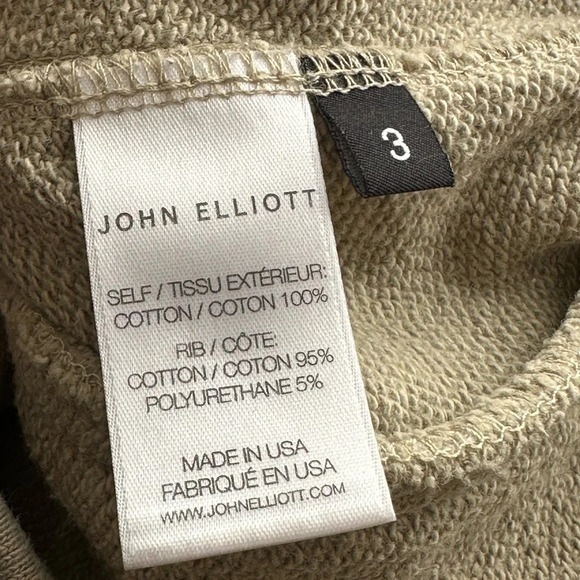 3
JOHN ELLIOTT
SELF / TISSU EXTÉRIEUR:
COTTON / COTON 100%
RIB / CÔTE:
COTTON / COTON 95%
POLYURETHANE 5%
MADE IN USA
FABRIQUÉ EN USA
WWW.JOHNELLIOTT.COM